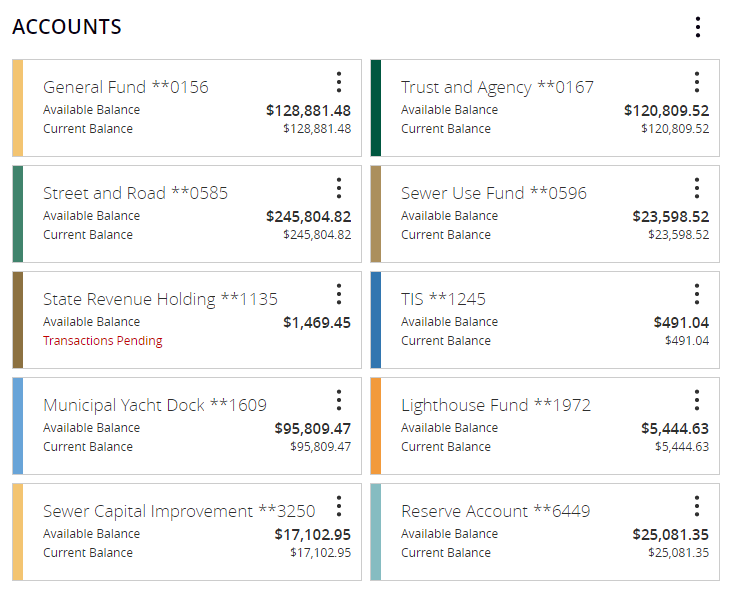 ACCOUNTS
General Fund **0156
Available Balance $128,881.48
Current Balance $128,881.48
Trust and Agency **0167
Available Balance $120,809.52
Current Balance $120,809.52
Street and Road **0585
Available Balance $245,804.82
Current Balance $245,804.82
Sewer Use Fund **0596
Available Balance $23,598.52
Current Balance $23,598.52
State Revenue Holding **1135
Available Balance $1,469.45
Transactions Pending
TIS **1245
Available Balance $491.04
Current Balance $491.04
Municipal Yacht Dock **1609
Available Balance $95,809.47
Current Balance $95,809.47
Lighthouse Fund **1972
Available Balance $5,444.63
Current Balance $5,444.63
Sewer Capital Improvement **3250
Available Balance $17,102.95
Current Balance $17,102.95
Reserve Account **6449
Available Balance $25,081.35
Current Balance $25,081.35